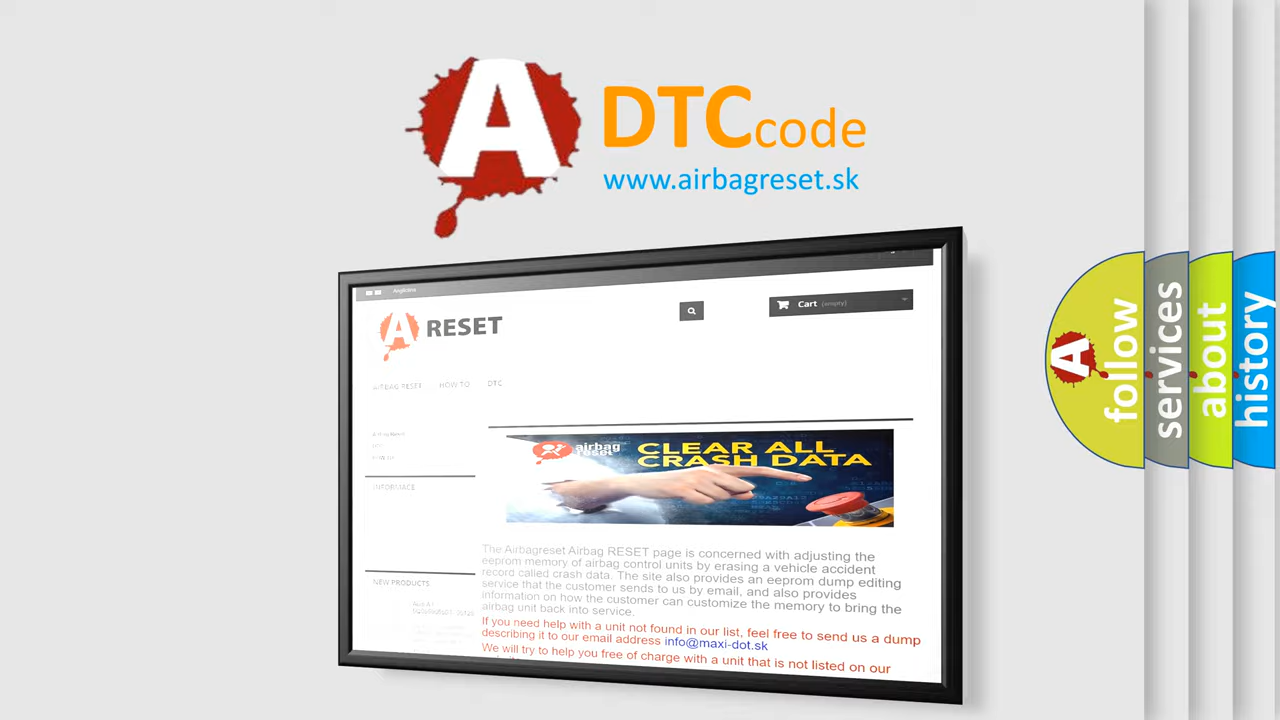 A DTCcode
www.airbagreset.sk
Cart (empty)
A RESET
AIRBAG RESET HOW TO DTC
airbag
reset
CLEAR ALL
CRASH DATA
INFORMACE
The Airbagreset Airbag RESET page is concerned with adjusting the
eeprom memory of airbag control units by erasing a vehicle accident
record called crash data. The site also provides an eeprom dump editing
service that the customer sends to us by email, and also provides
information on how the customer can customize the memory to bring the
airbag unit back into service.
NEW PRODUCTS
If you need help with a unit not found in our list, feel free to send us a dump
describing it to our email address info@maxi-dot.sk
We will try to help you free of charge with a unit that is not listed on our
A follow
services
about
history